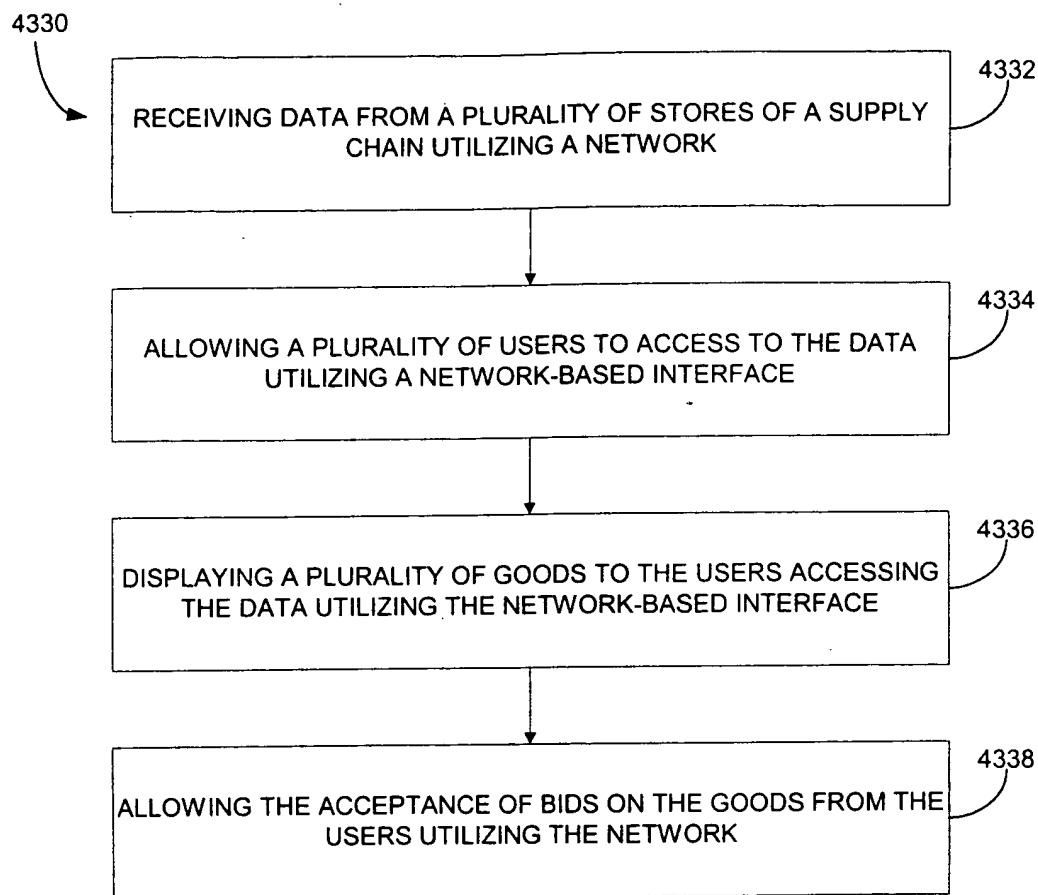 4330
4332
RECEIVING DATA FROM A PLURALITY OF STORES OF A SUPPLY
CHAIN UTILIZING A NETWORK
4334
ALLOWING A PLURALITY OF USERS TO ACCESS TO THE DATA
UTILIZING A NETWORK-BASED INTERFACE
4336
DISPLAYING A PLURALITY OF GOODS TO THE USERS ACCESSING
THE DATA UTILIZING THE NETWORK-BASED INTERFACE
4338
ALLOWING THE ACCEPTANCE OF BIDS ON THE GOODS FROM THE
USERS UTILIZING THE NETWORK